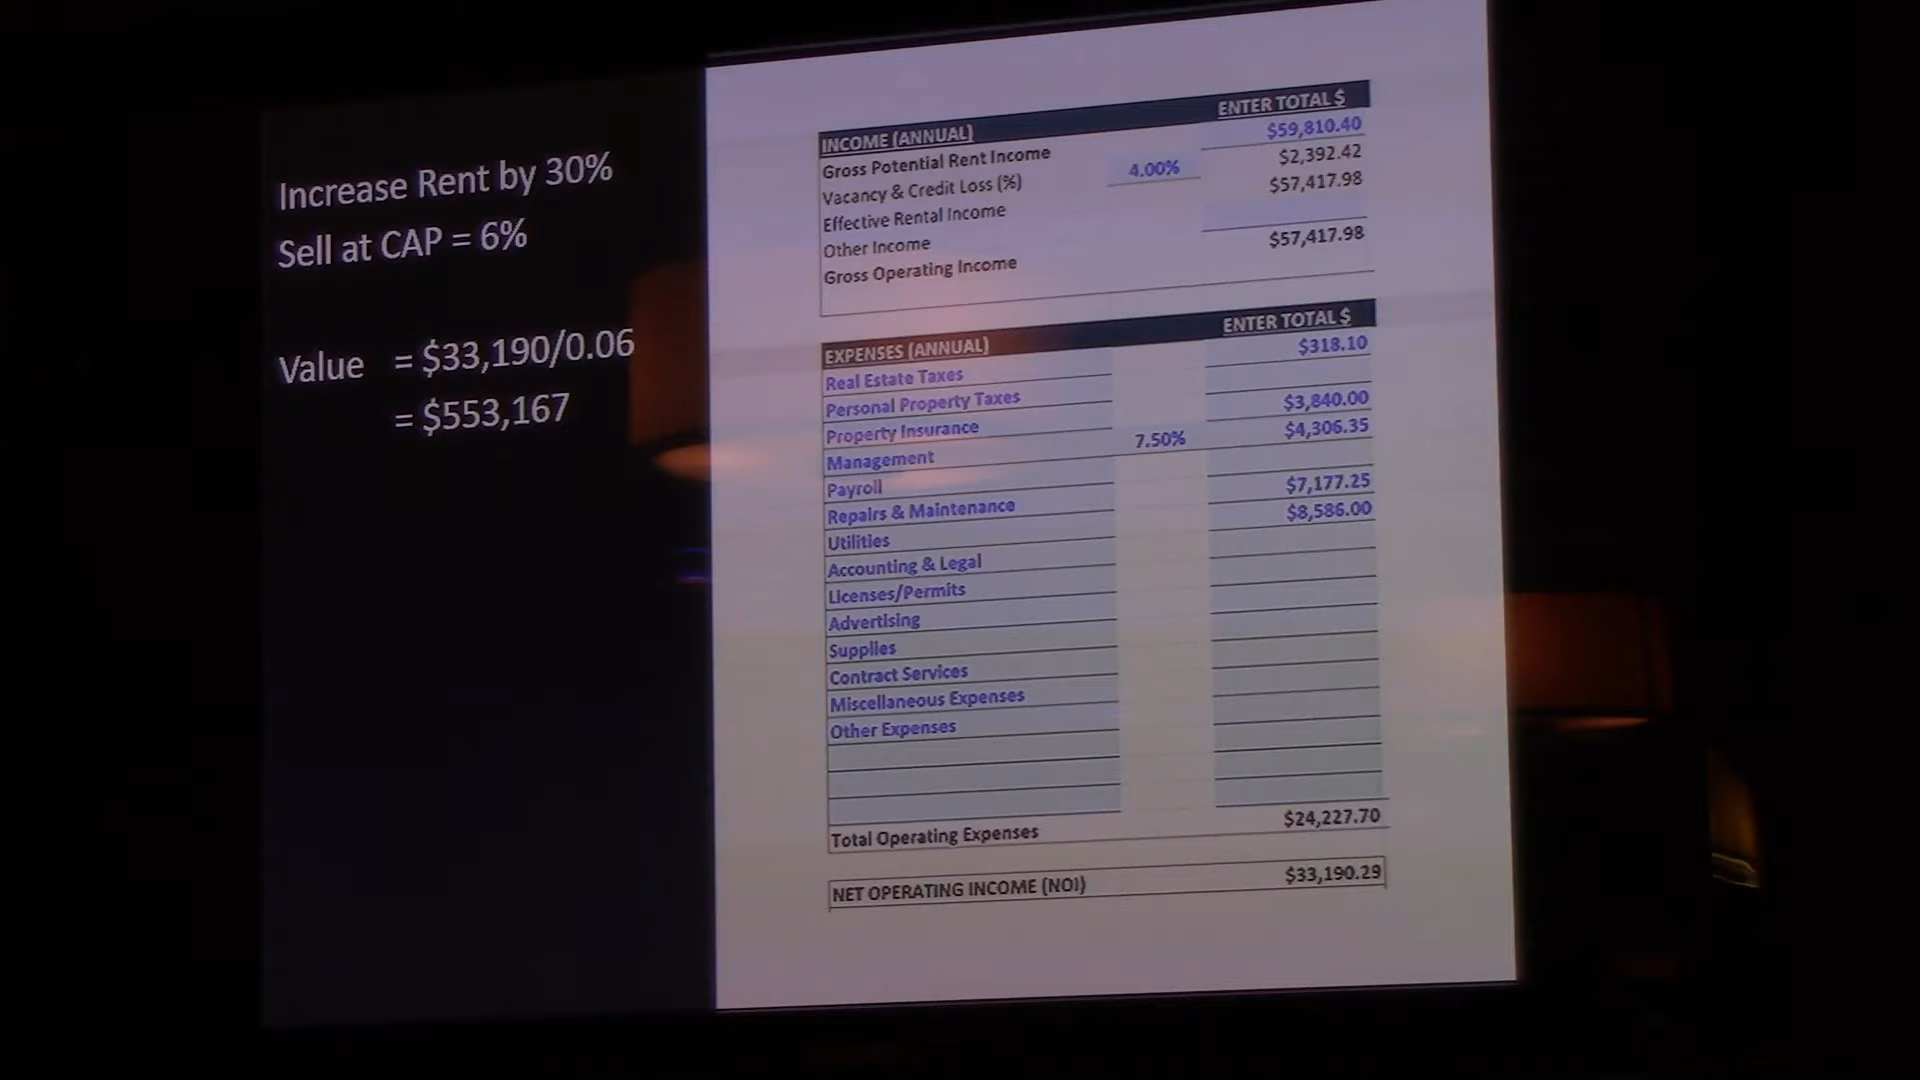 Increase Rent by 30%
Sell at CAP = 6%
Value = $33,190/0.06
= $553,167
INCOME (ANNUAL) ENTER TOTAL $
Gross Potential Rent Income $59,810.40
Vacancy & Credit Loss (%) 4.00% $2,392.42
Effective Rental Income $57,417.98
Other Income
Gross Operating Income $57,417.98
EXPENSES (ANNUAL) ENTER TOTAL $
Real Estate Taxes $318.10
Personal Property Taxes
Property Insurance $3,840.00
Management 7.50% $4,306.35
Payroll
Repairs & Maintenance $7,177.25
Utilities $8,586.00
Accounting & Legal
Licenses/Permits
Advertising
Supplies
Contract Services
Miscellaneous Expenses
Other Expenses
Total Operating Expenses $24,227.70
NET OPERATING INCOME (NOI) $33,190.29